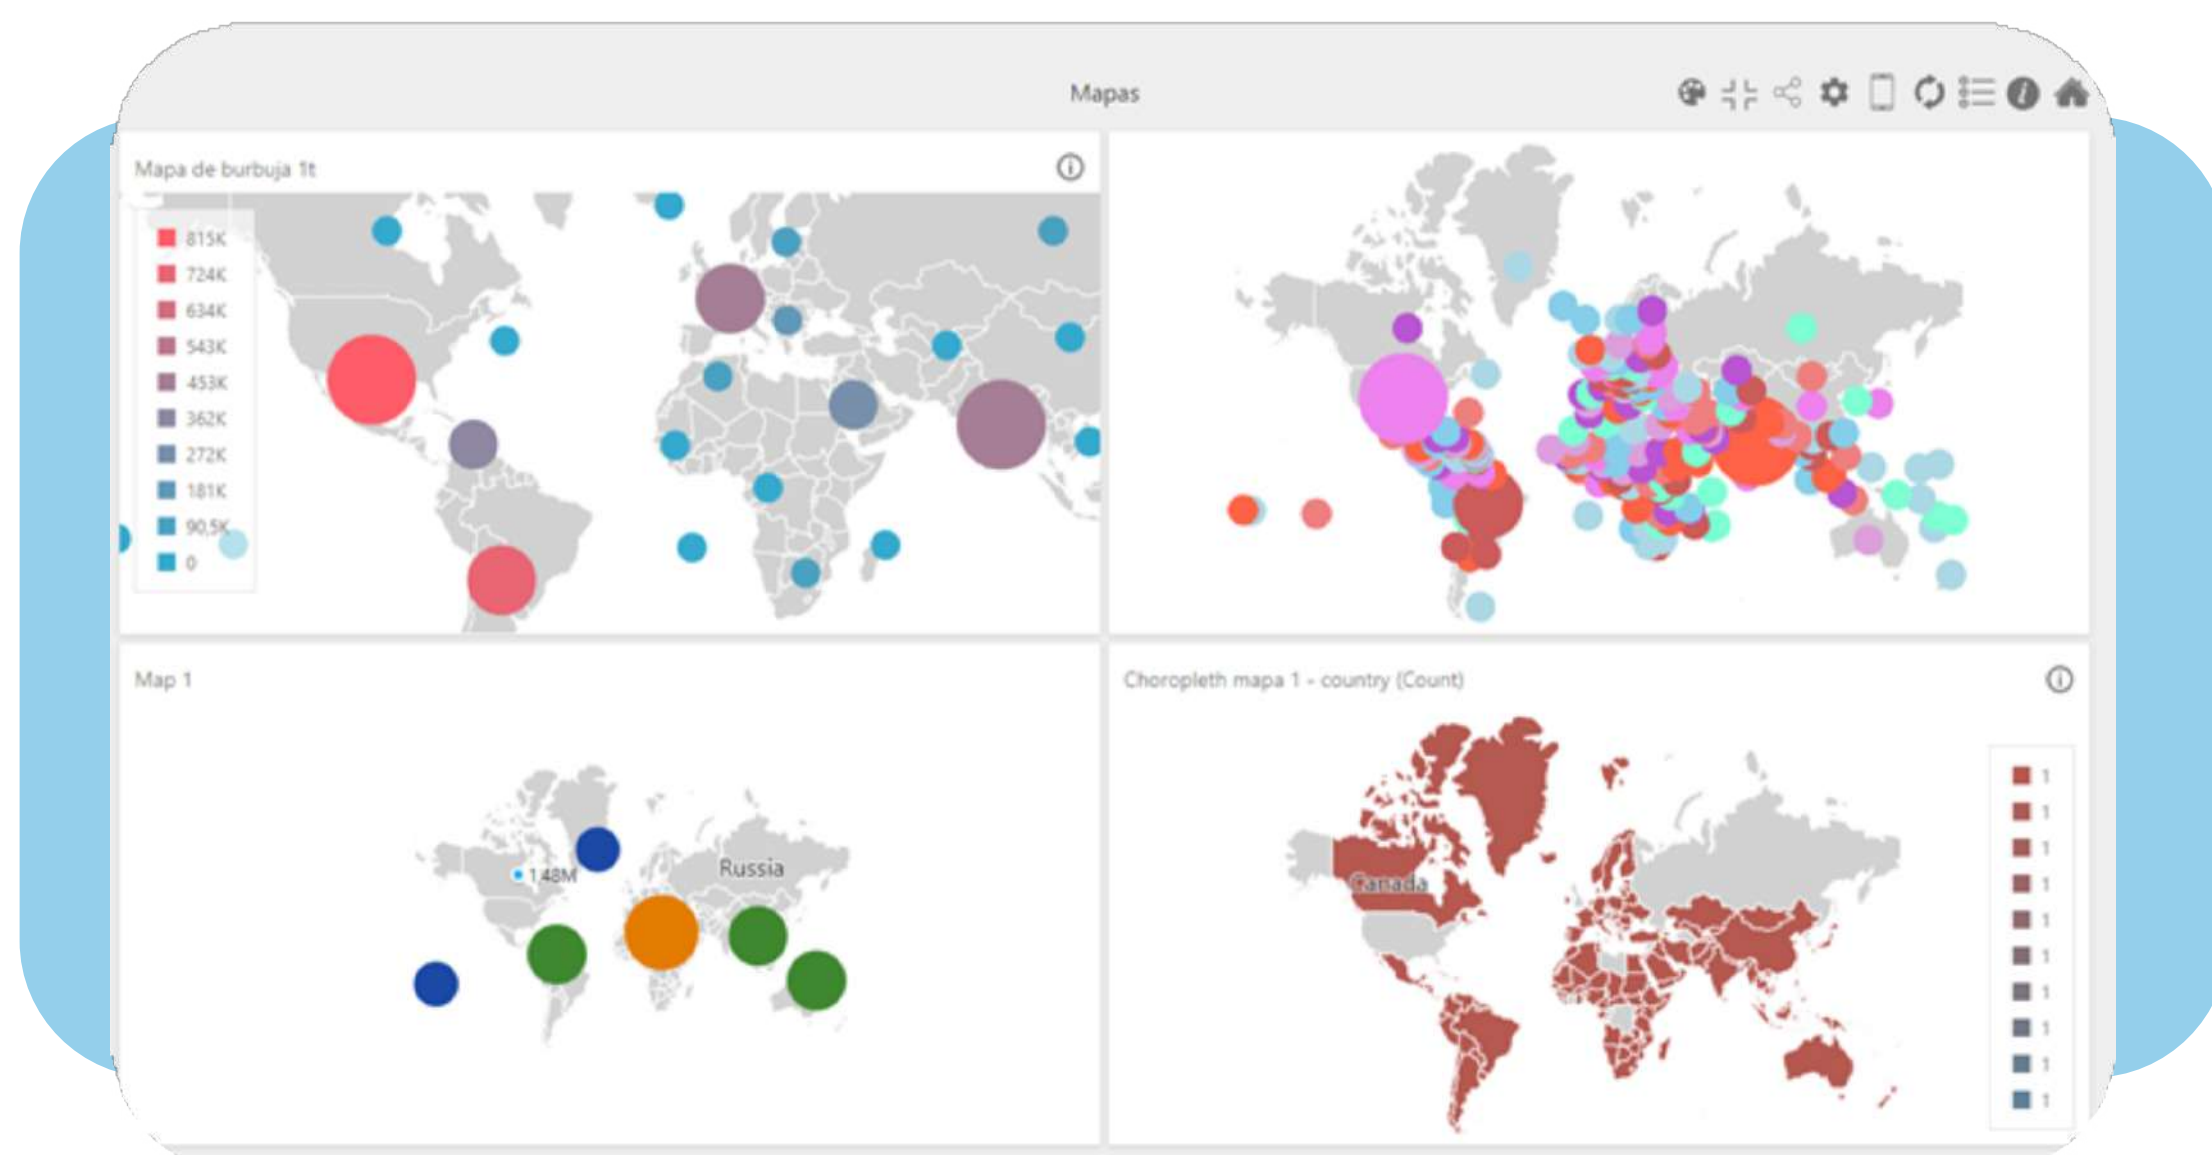 Mapas
Mapa de burbuja 1t
815K
724K
634K
543K
453K
362K
272K
181K
90,5K
0
Map 1
1,48M
Russia
Choropleth mapa 1 - country (Count)
Canada
1
1
1
1
1
1
1
1
1
1